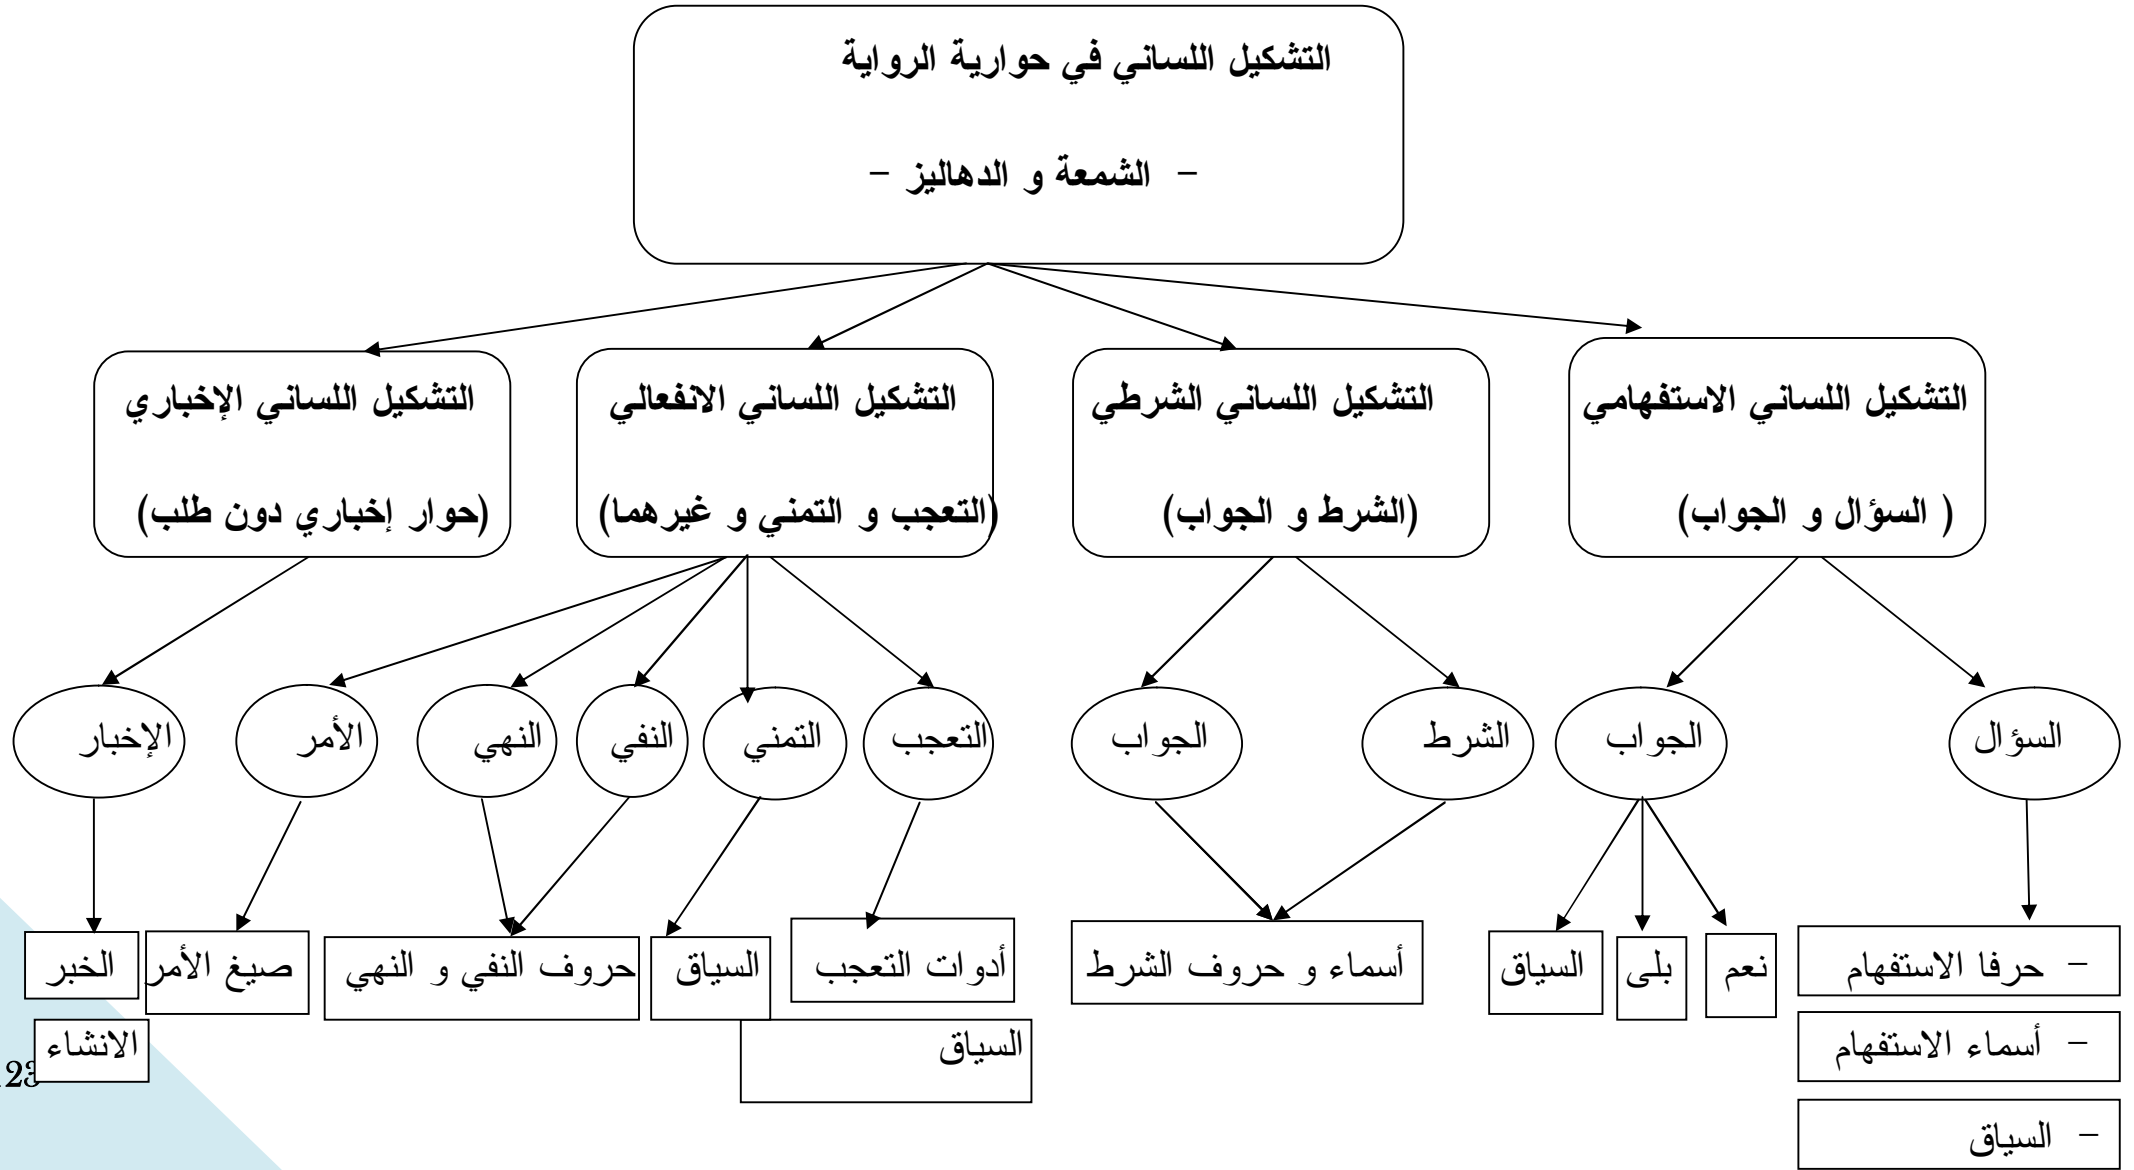 التشكيل اللساني في حوارية الرواية
- الشمعة و الدهاليز -
التشكيل اللساني الاستفهامي
( السؤال و الجواب)
التشكيل اللساني الشرطي
(الشرط و الجواب)
التشكيل اللساني الانفعالي
(التعجب و التمني و غيرهما)
التشكيل اللساني الإخباري
(حوار إخباري دون طلب)
السؤال
الجواب
الشرط
الجواب
التعجب
التمني
النفي
النهي
الأمر
الإخبار
- حرفا الاستفهام
- أسماء الاستفهام
- السياق
نعم
بلى
السياق
أسماء و حروف الشرط
أدوات التعجب
السياق
السياق
حروف النفي و النهي
صيغ الأمر
الخبر
الانشاء